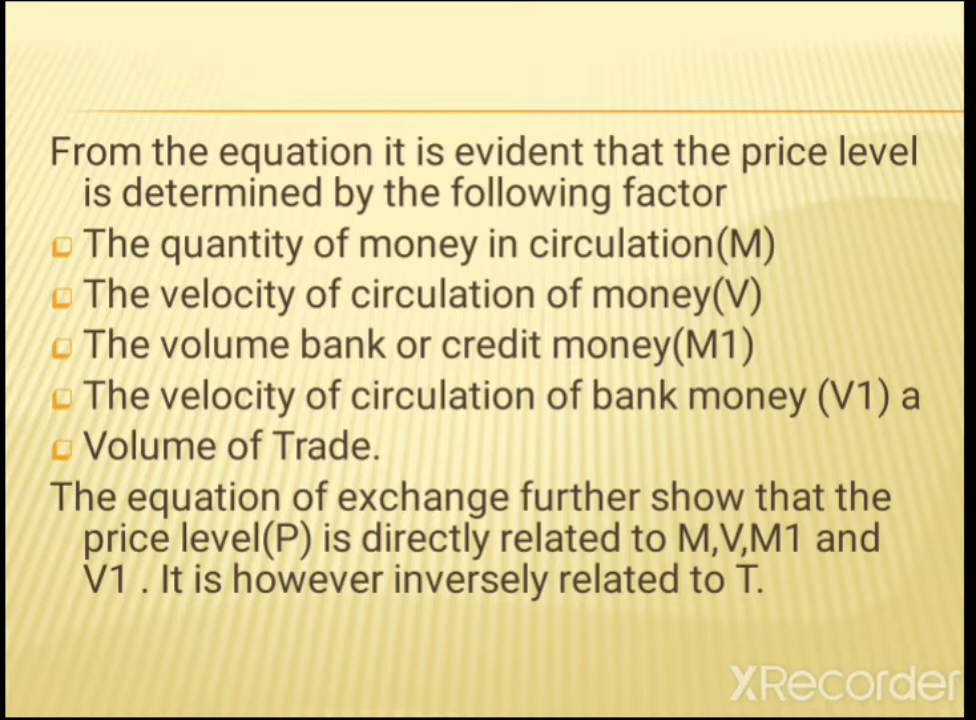 From the equation it is evident that the price level
is determined by the following factor
The quantity of money in circulation(M)
The velocity of circulation of money(V)
The volume bank or credit money(M1)
The velocity of circulation of bank money (V1) a
Volume of Trade.
The equation of exchange further show that the
price level(P) is directly related to M,V,M1 and
V1 . It is however inversely related to T.
XRecorder